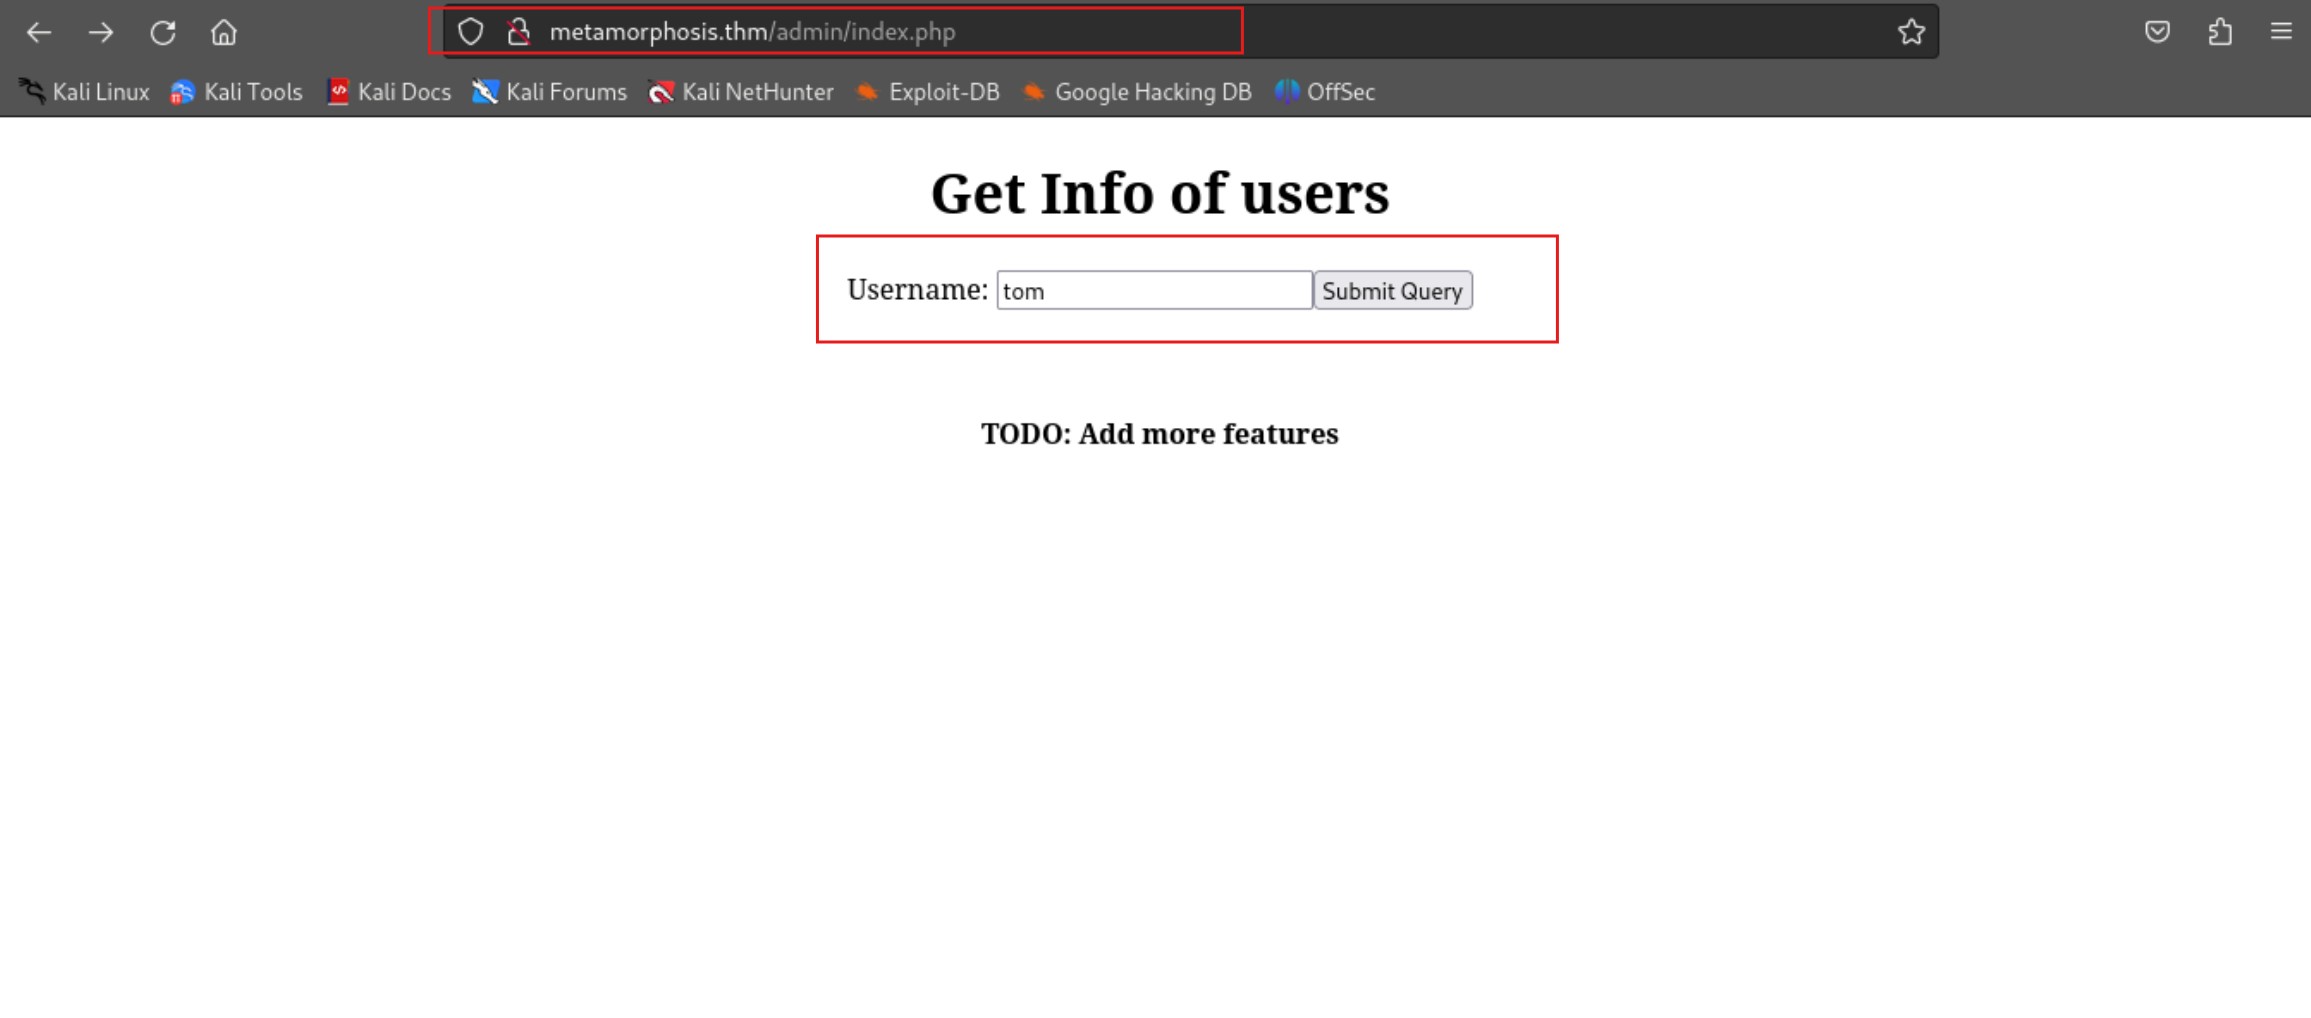 metamorphosis.thm/admin/index.php
Kali Linux Kali Tools Kali Docs Kali Forums Kali NetHunter Exploit-DB Google Hacking DB OffSec
Get Info of users
Username: tom Submit Query
TODO: Add more features